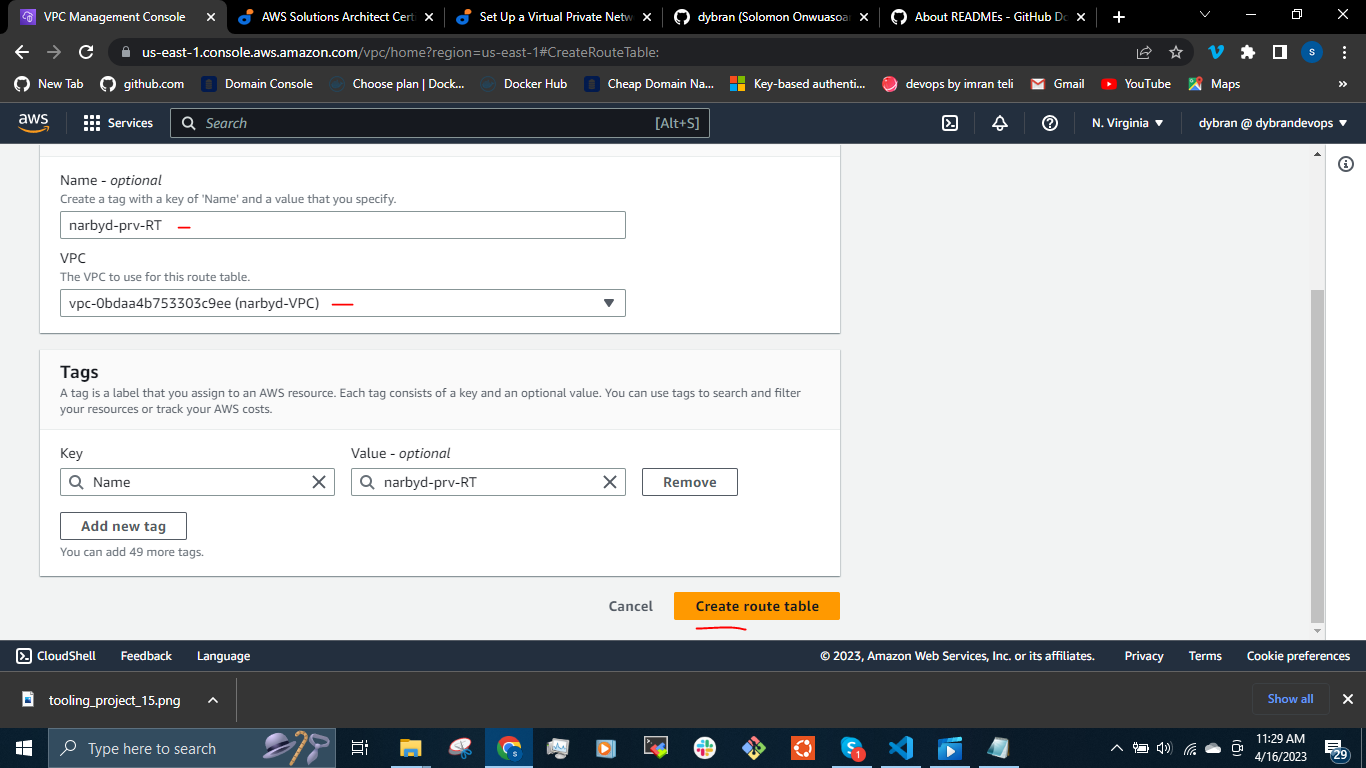 VPC Management Console
AWS Solutions Architect Cert
Set Up a Virtual Private Netw
dybran (Solomon Onwuasoa
About READMEs - GitHub Do
us-east-1.console.aws.amazon.com/vpc/home?region=us-east-1#CreateRouteTable:
s
New Tab
github.com
Domain Console
Choose plan | Dock...
Docker Hub
Cheap Domain Na...
Key-based authenti...
devops by imran teli
Gmail
YouTube
Maps
»
aws
Services
Search
[Alt+S]
N. Virginia
dybran @ dybrandevops
Name - optional
Create a tag with a key of 'Name' and a value that you specify.
narbyd-prv-RT
VPC
The VPC to use for this route table.
vpc-0bdaa4b753303c9ee (narbyd-VPC)
Tags
A tag is a label that you assign to an AWS resource. Each tag consists of a key and an optional value. You can use tags to search and filter
your resources or track your AWS costs.
Key
Value - optional
Name
narbyd-prv-RT
Remove
Add new tag
You can add 49 more tags.
Cancel
Create route table
CloudShell
Feedback
Language
© 2023, Amazon Web Services, Inc. or its affiliates.
Privacy
Terms
Cookie preferences
tooling_project_15.png
Show all
Type here to search
1
11:29 AM
4/16/2023
29